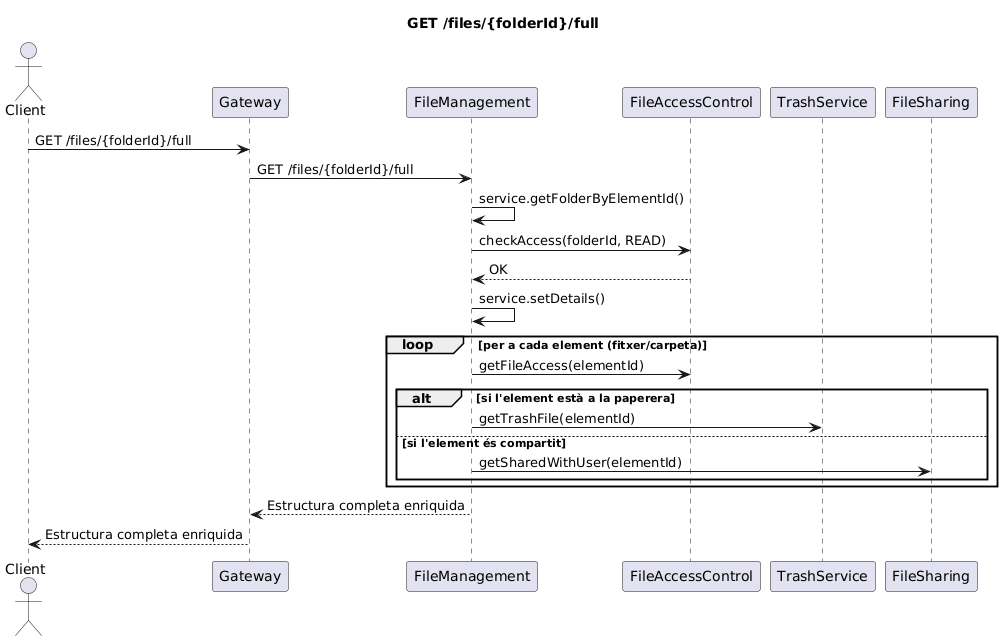 GET /files/{folderId}/full
Client
Gateway
FileManagement
FileAccessControl
TrashService
FileSharing
GET /files/{folderId}/full
GET /files/{folderId}/full
service.getFolderByElementId()
checkAccess(folderId, READ)
OK
service.setDetails()
loop [per a cada element (fitxer/carpeta)]
getFileAccess(elementId)
alt [si l'element està a la paperera]
getTrashFile(elementId)
[si l'element és compartit]
getSharedWithUser(elementId)
Estructura completa enriquida
Estructura completa enriquida
Client
Gateway
FileManagement
FileAccessControl
TrashService
FileSharing